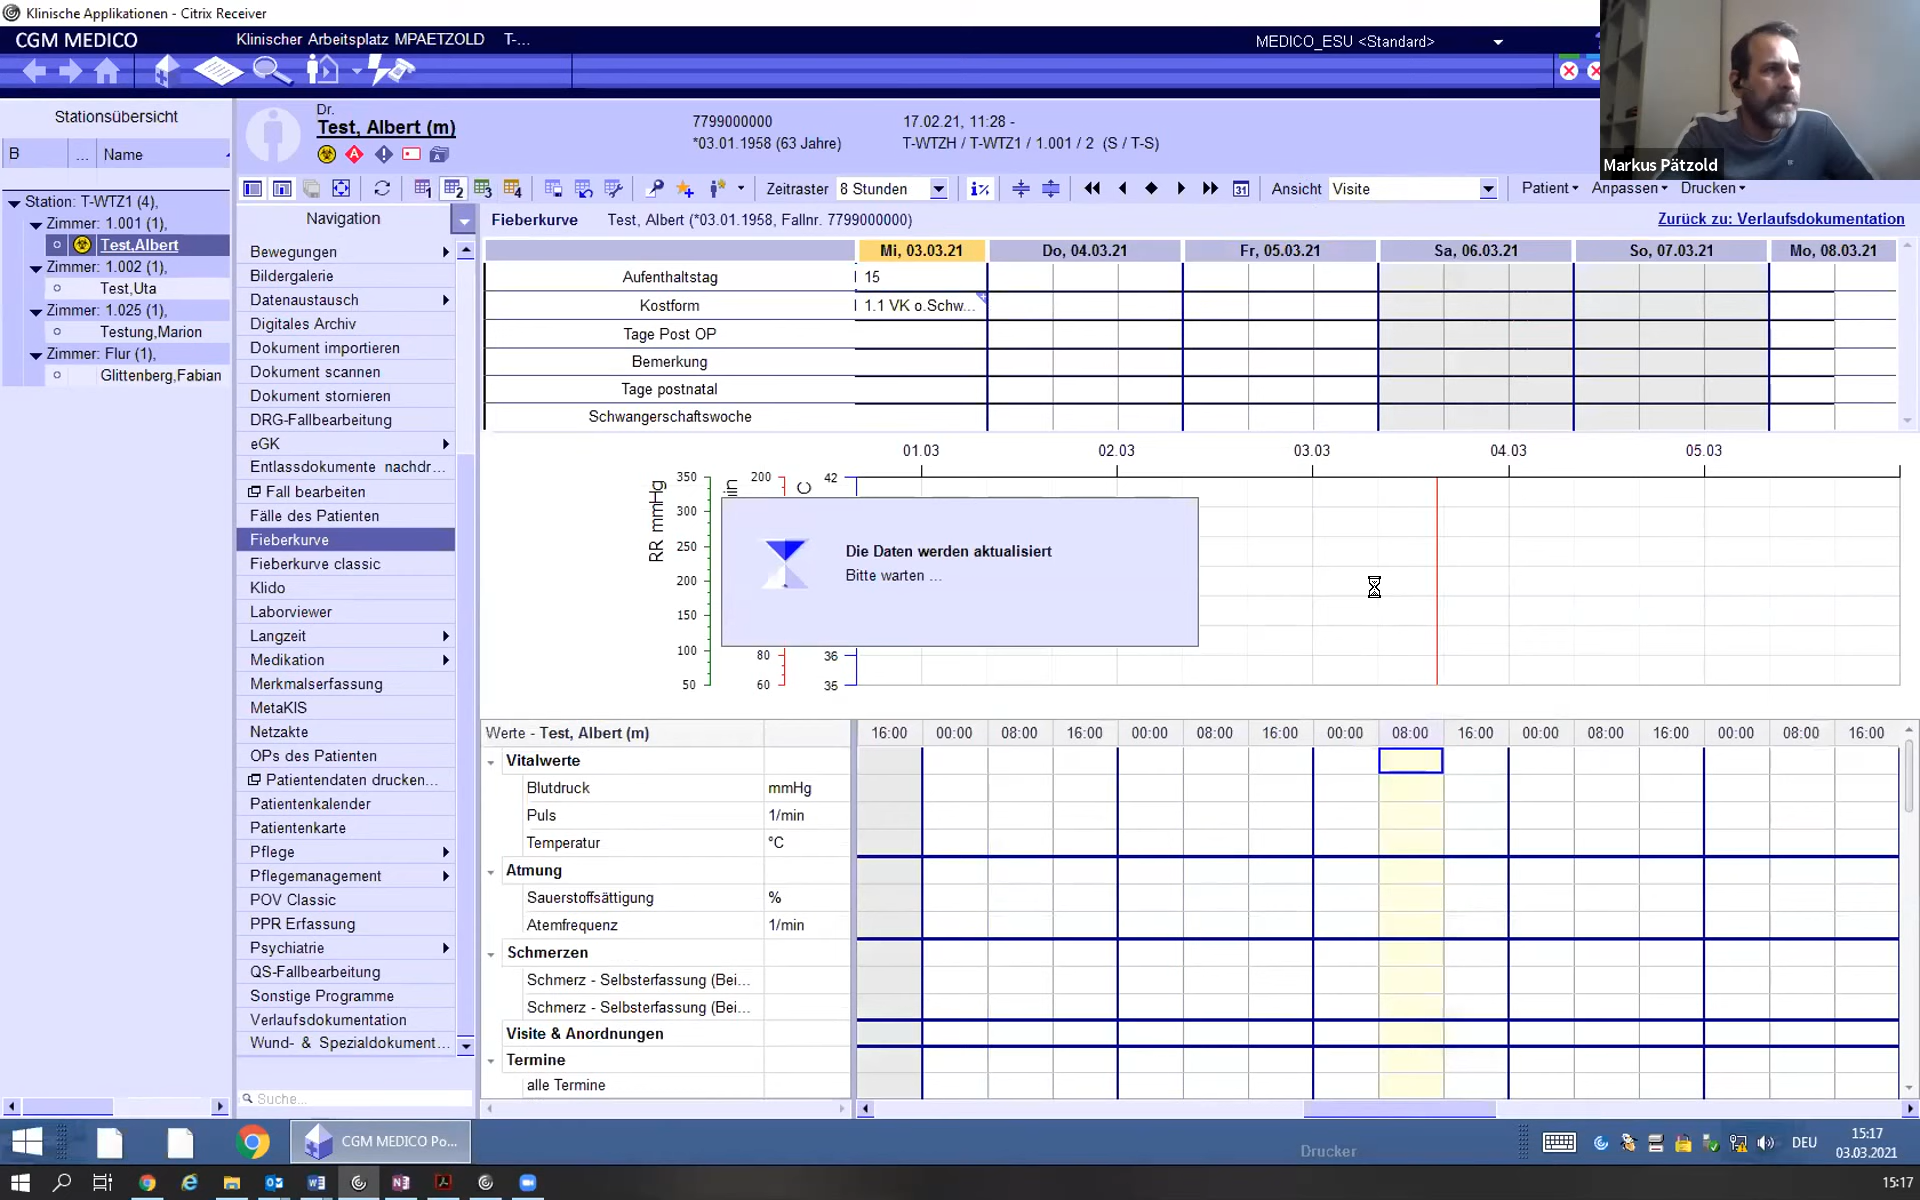 Klinische Applikationen - Citrix Receiver
CGM MEDICO
Klinischer Arbeitsplatz MPAETZOLD T-...
MEDICO_ESU <Standard>
Markus Pätzold
Stationsübersicht
B ... Name
Station: T-WTZ1 (4),
Zimmer: 1.001 (1),
Test,Albert
Zimmer: 1.002 (1),
Test,Uta
Zimmer: 1.025 (1),
Testung,Marion
Zimmer: Flur (1),
Glittenberg,Fabian
Dr.
Test, Albert (m)
7799000000
*03.01.1958 (63 Jahre)
17.02.21, 11:28 -
T-WTZH / T-WTZ1 / 1.001 / 2 (S / T-S)
Zeitraster 8 Stunden
Ansicht Visite
Patient Anpassen Drucken
Navigation
Bewegungen
Bildergalerie
Datenaustausch
Digitales Archiv
Dokument importieren
Dokument scannen
Dokument stornieren
DRG-Fallbearbeitung
eGK
Entlassdokumente nachdr...
Fall bearbeiten
Fälle des Patienten
Fieberkurve
Fieberkurve classic
Klido
Laborviewer
Langzeit
Medikation
Merkmalserfassung
MetaKIS
Netzakte
OPs des Patienten
Patientendaten drucken...
Patientenkalender
Patientenkarte
Pflege
Pflegemanagement
POV Classic
PPR Erfassung
Psychiatrie
QS-Fallbearbeitung
Sonstige Programme
Verlaufsdokumentation
Wund- & Spezialdokument...
Suche...
Fieberkurve Test, Albert (*03.01.1958, Fallnr. 7799000000)
Zurück zu: Verlaufsdokumentation
Mi, 03.03.21 Do, 04.03.21 Fr, 05.03.21 Sa, 06.03.21 So, 07.03.21 Mo, 08.03.21
Aufenthaltstag 15
Kostform 1.1 VK o.Schw...
Tage Post OP
Bemerkung
Tage postnatal
Schwangerschaftswoche
01.03 02.03 03.03 04.03 05.03
RR mmHg
350
300
250
200
150
100
50
in
200
80
60
C
42
36
35
Die Daten werden aktualisiert
Bitte warten ...
Werte - Test, Albert (m)
16:00 00:00 08:00 16:00 00:00 08:00 16:00 00:00 08:00 16:00 00:00 08:00 16:00 00:00 08:00 16:00
Vitalwerte
Blutdruck mmHg
Puls 1/min
Temperatur °C
Atmung
Sauerstoffsättigung %
Atemfrequenz 1/min
Schmerzen
Schmerz - Selbsterfassung (Bei...
Schmerz - Selbsterfassung (Bei...
Visite & Anordnungen
Termine
alle Termine
CGM MEDICO Po...
Drucker
DEU
15:17
03.03.2021
15:17